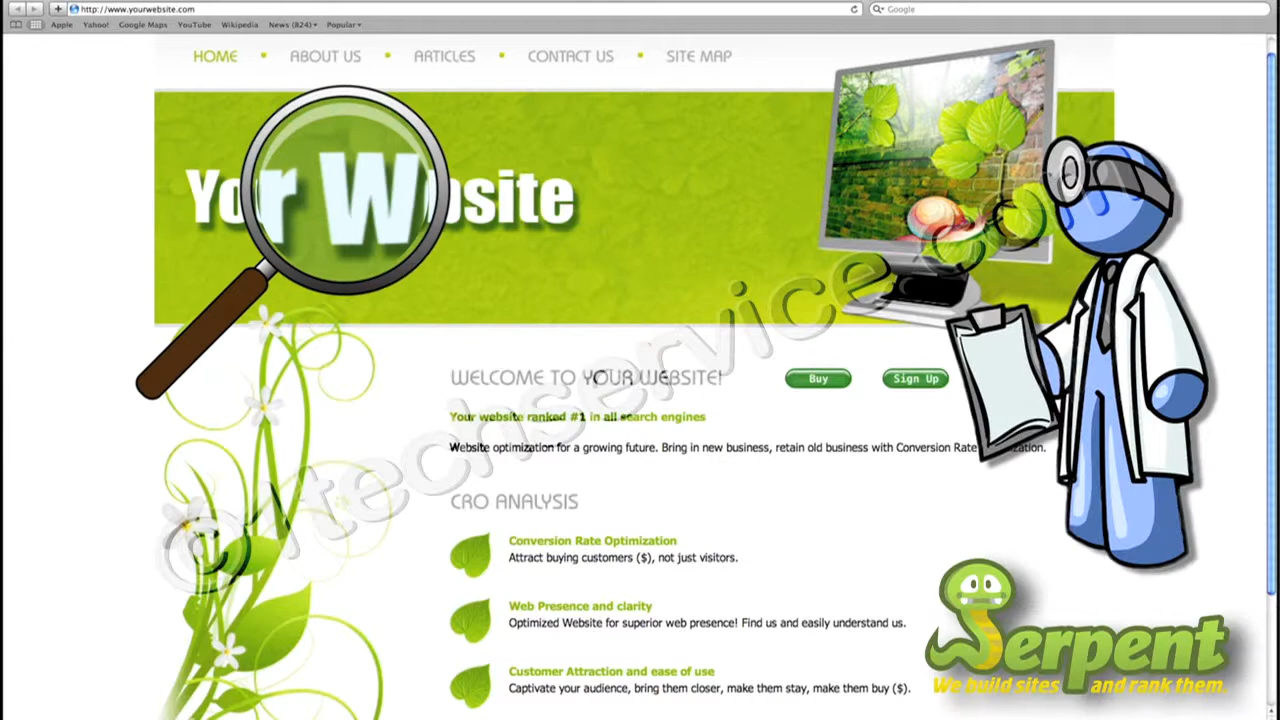 http://www.yourwebsite.com
Google
Apple Yahoo! Google Maps YouTube Wikipedia News (824) Popular
HOME ABOUT US ARTICLES CONTACT US SITE MAP
Your Website
WELCOME TO YOUR WEBSITE!
Buy Sign Up
Your website ranked #1 in all search engines
Website optimization for a growing future. Bring in new business, retain old business with Conversion Rate
CRO ANALYSIS
Conversion Rate Optimization
Attract buying customers ($), not just visitors.
Web Presence and clarity
Optimized Website for superior web presence! Find us and easily understand us.
Customer Attraction and ease of use
Captivate your audience, bring them closer, make them stay, make them buy ($).
Serpent
We build sites and rank them.